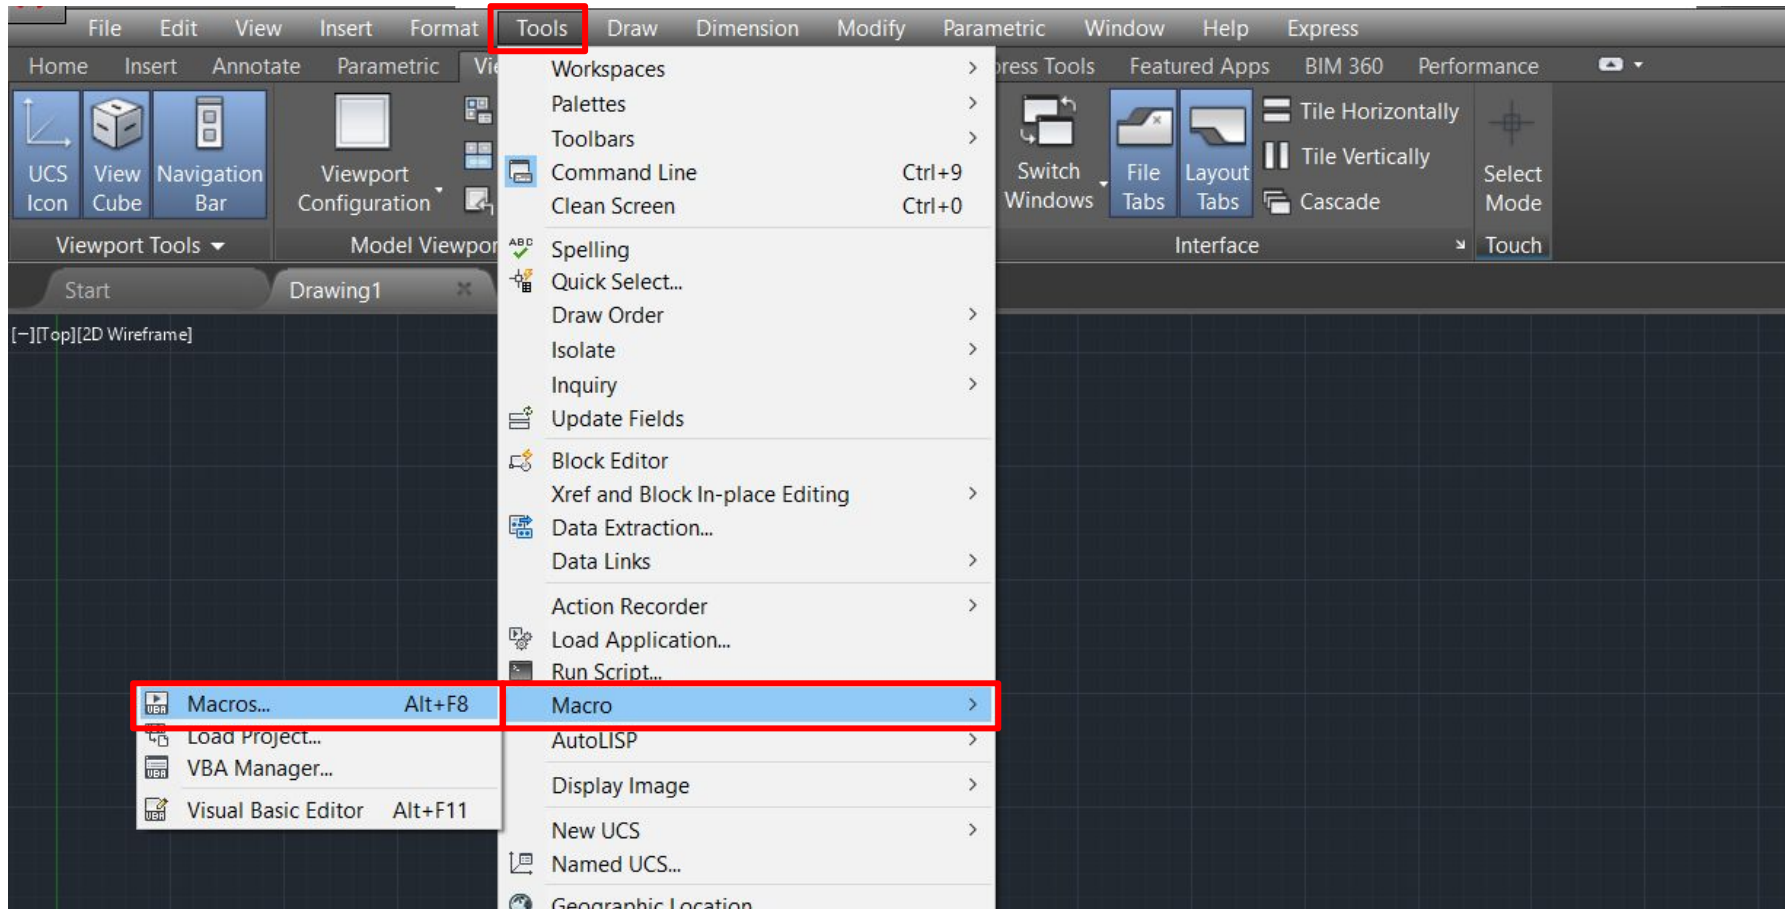 File Edit View Insert Format Tools Draw Dimension Modify Parametric Window Help Express
Home Insert Annotate Parametric Tools Featured Apps BIM 360 Performance
UCS Icon
View Cube
Navigation Bar
Viewport Configuration
Viewport Tools
Model
Switch Windows
File Tabs
Layout Tabs
Tile Horizontally
Tile Vertically
Cascade
Interface
Select Mode
Touch
Start Drawing1
[−][Top][2D Wireframe]
Workspaces
Palettes
Toolbars
Command Line Ctrl+9
Clean Screen Ctrl+0
ABC Spelling
Quick Select...
Draw Order
Isolate
Inquiry
Update Fields
Block Editor
Xref and Block In-place Editing
Data Extraction...
Data Links
Action Recorder
Load Application...
Run Script...
Macro
AutoLISP
Display Image
New UCS
Named UCS...
Geographic Location
VBA Macros... Alt+F8
Load Project...
VBA VBA Manager...
VBA Visual Basic Editor Alt+F11